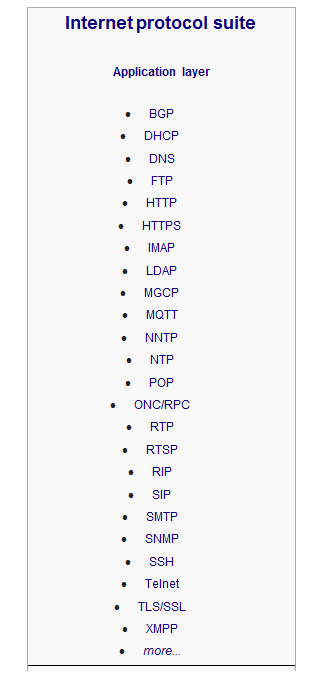 Internet protocol suite
Application layer
• BGP
• DHCP
• DNS
• FTP
• HTTP
• HTTPS
• IMAP
• LDAP
• MGCP
• MQTT
• NNTP
• NTP
• POP
• ONC/RPC
• RTP
• RTSP
• RIP
• SIP
• SMTP
• SNMP
• SSH
• Telnet
• TLS/SSL
• XMPP
• more...